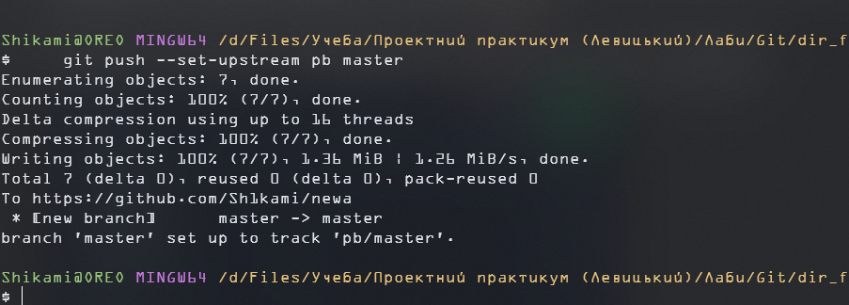 Shikami@OREO MINGW64 /d/Files/Учеба/Проектний практикум (Левицький)/Лаби/Git/dir_f
$ git push --set-upstream pb master
Enumerating objects: 7, done.
Counting objects: 100% (7/7), done.
Delta compression using up to 16 threads
Compressing objects: 100% (7/7), done.
Writing objects: 100% (7/7), 1.36 MiB | 1.26 MiB/s, done.
Total 7 (delta 0), reused 0 (delta 0), pack-reused 0
To https://github.com/Sh1kami/newa
 * [new branch]      master -> master
branch 'master' set up to track 'pb/master'.
Shikami@OREO MINGW64 /d/Files/Учеба/Проектний практикум (Левицький)/Лаби/Git/dir_f
$